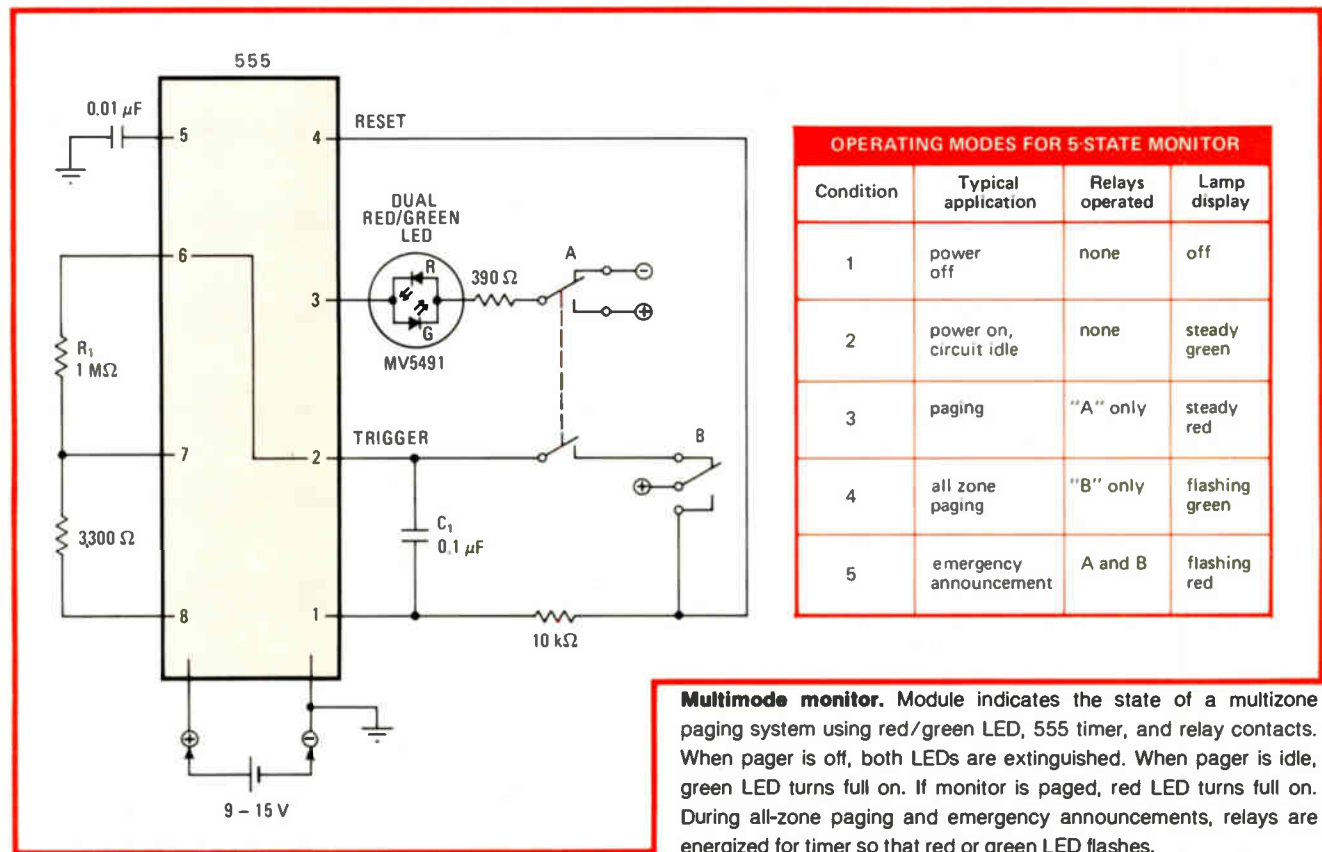 555
0.01 µF
5
4
RESET
DUAL
RED/GREEN
LED
6
A
R
390 Ω
−
3
+
G
MV5491
R₁
1 MΩ
TRIGGER
B
7
2
+
3,300 Ω
C₁
0.1 µF
8
1
10 kΩ
+
−
9 – 15 V
OPERATING MODES FOR 5-STATE MONITOR
Condition Typical application Relays operated Lamp display
1 power off none off
2 power on, circuit idle none steady green
3 paging "A" only steady red
4 all zone paging "B" only flashing green
5 emergency announcement A and B flashing red
Multimode monitor. Module indicates the state of a multizone
paging system using red/green LED, 555 timer, and relay contacts.
When pager is off, both LEDs are extinguished. When pager is idle,
green LED turns full on. If monitor is paged, red LED turns full on.
During all-zone paging and emergency announcements, relays are
energized for timer so that red or green LED flashes.